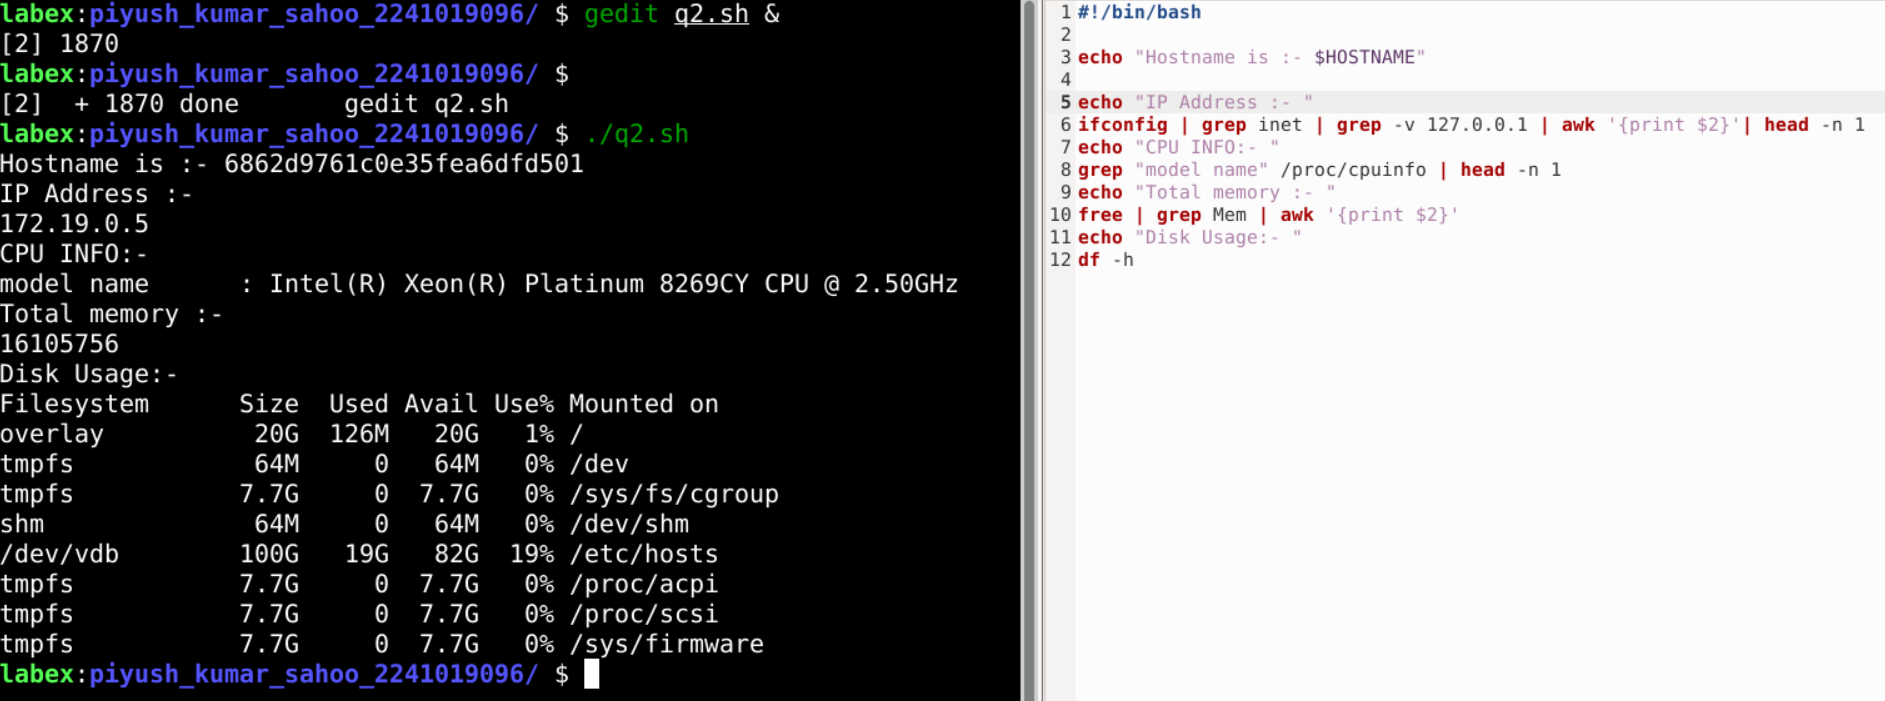 labex:piyush_kumar_sahoo_2241019096/ $ gedit q2.sh &
[2] 1870
labex:piyush_kumar_sahoo_2241019096/ $
[2]  + 1870 done       gedit q2.sh
labex:piyush_kumar_sahoo_2241019096/ $ ./q2.sh
Hostname is :- 6862d9761c0e35fea6dfd501
IP Address :-
172.19.0.5
CPU INFO:-
model name      : Intel(R) Xeon(R) Platinum 8269CY CPU @ 2.50GHz
Total memory :-
16105756
Disk Usage:-
Filesystem      Size  Used Avail Use% Mounted on
overlay          20G  126M   20G   1% /
tmpfs            64M     0   64M   0% /dev
tmpfs           7.7G     0  7.7G   0% /sys/fs/cgroup
shm              64M     0   64M   0% /dev/shm
/dev/vdb        100G   19G   82G  19% /etc/hosts
tmpfs           7.7G     0  7.7G   0% /proc/acpi
tmpfs           7.7G     0  7.7G   0% /proc/scsi
tmpfs           7.7G     0  7.7G   0% /sys/firmware
labex:piyush_kumar_sahoo_2241019096/ $
1 #!/bin/bash
2
3 echo "Hostname is :- $HOSTNAME"
4
5 echo "IP Address :- "
6 ifconfig | grep inet | grep -v 127.0.0.1 | awk '{print $2}'| head -n 1
7 echo "CPU INFO:- "
8 grep "model name" /proc/cpuinfo | head -n 1
9 echo "Total memory :- "
10 free | grep Mem | awk '{print $2}'
11 echo "Disk Usage:- "
12 df -h